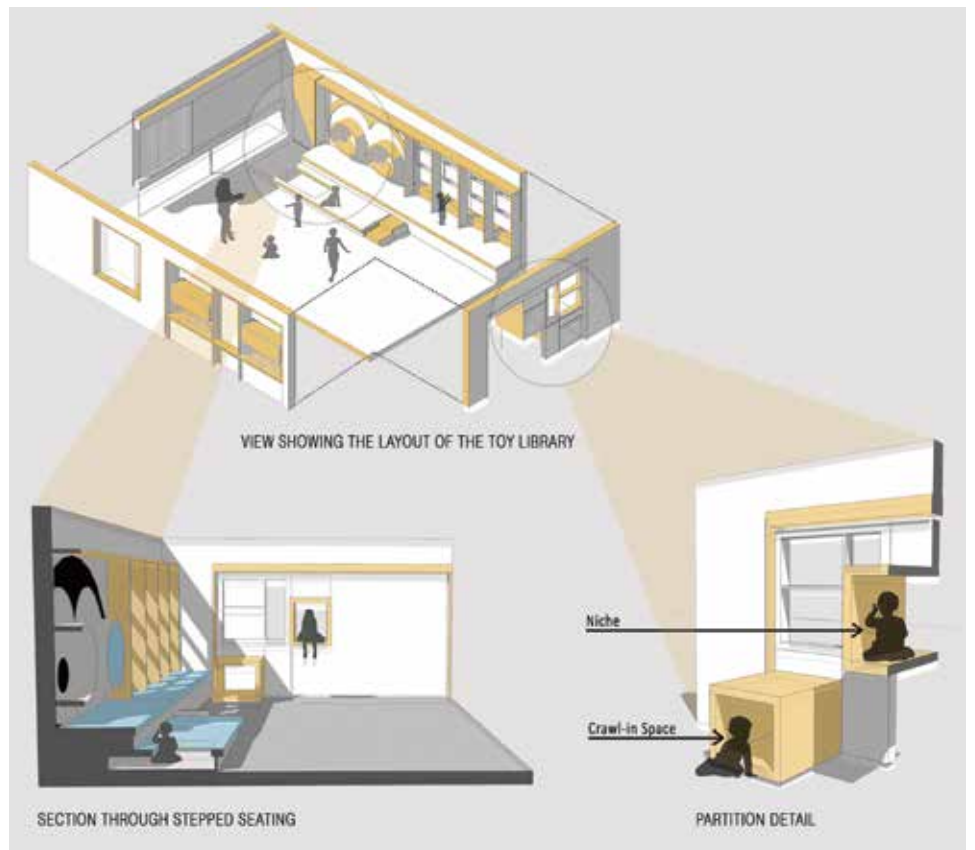 VIEW SHOWING THE LAYOUT OF THE TOY LIBRARY
Niche
Crawl-in Space
SECTION THROUGH STEPPED SEATING
PARTITION DETAIL